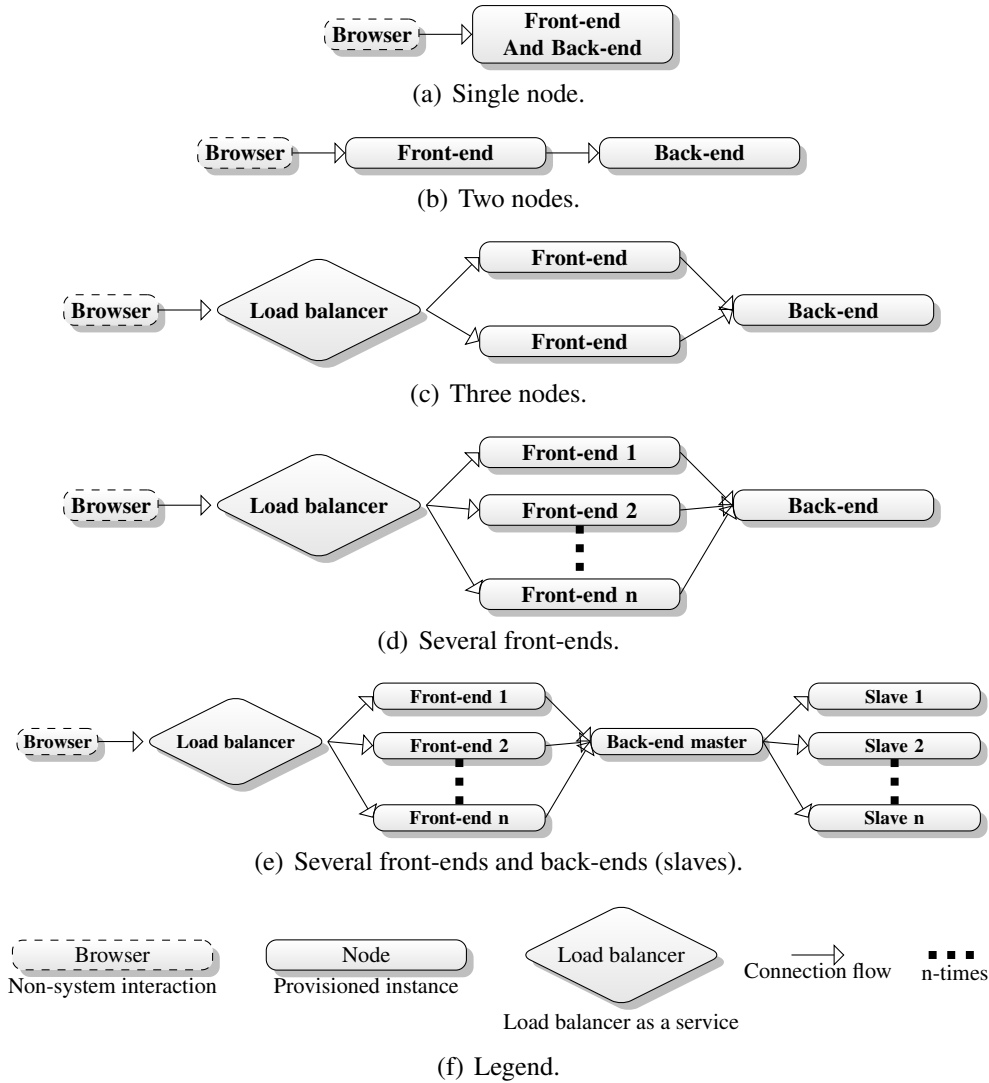 Browser
Front-end
And Back-end
(a) Single node.
Browser
Front-end
Back-end
(b) Two nodes.
Browser
Load balancer
Front-end
Front-end
Back-end
(c) Three nodes.
Browser
Load balancer
Front-end 1
Front-end 2
Front-end n
Back-end
(d) Several front-ends.
Browser
Load balancer
Front-end 1
Front-end 2
Front-end n
Back-end master
Slave 1
Slave 2
Slave n
(e) Several front-ends and back-ends (slaves).
Browser
Non-system interaction
Node
Provisioned instance
Load balancer
Load balancer as a service
Connection flow
n-times
(f) Legend.